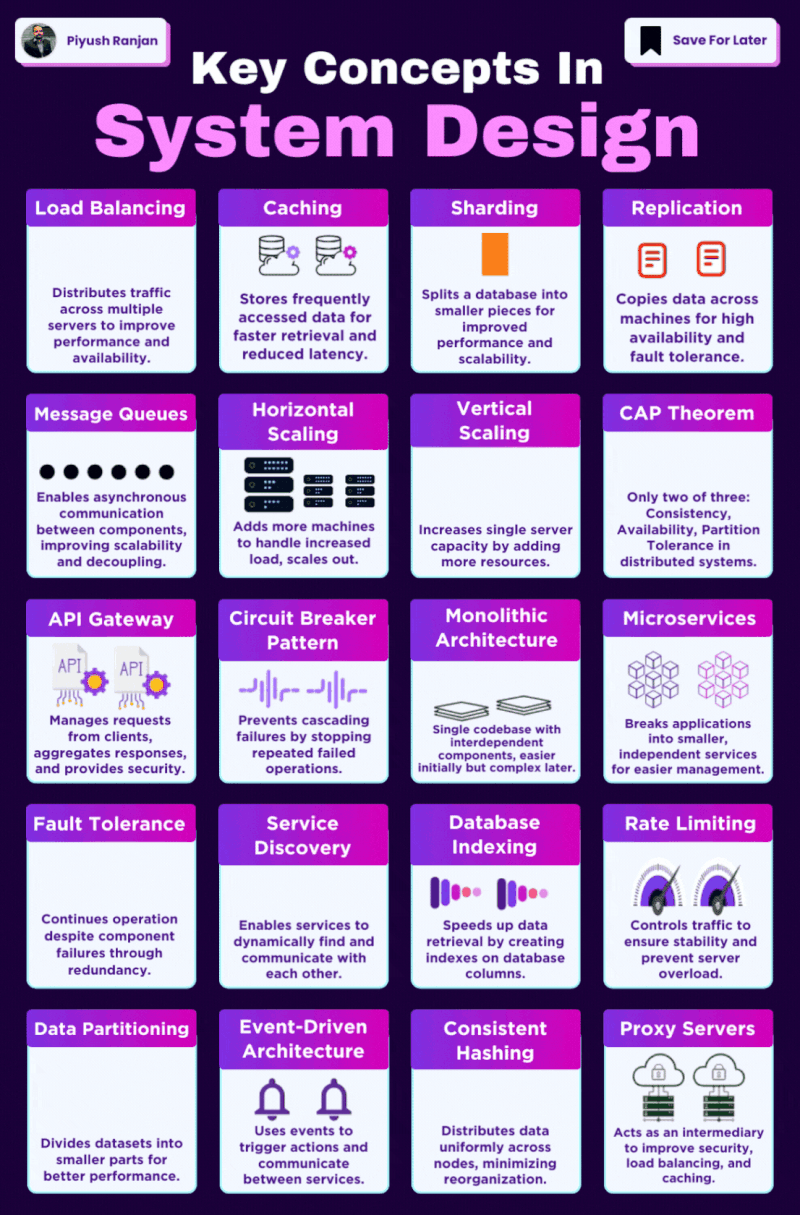 Piyush Ranjan
Save For Later
Key Concepts In
System Design
Load Balancing
Distributes traffic
across multiple
servers to improve
performance and
availability.
Caching
Stores frequently
accessed data for
faster retrieval and
reduced latency.
Sharding
Splits a database into
smaller pieces for
improved
performance and
scalability.
Replication
Copies data across
machines for high
availability and
fault tolerance.
Message Queues
Enables asynchronous
communication
between components,
improving scalability
and decoupling.
Horizontal
Scaling
Adds more machines
to handle increased
load, scales out.
Vertical
Scaling
Increases single server
capacity by adding
more resources.
CAP Theorem
Only two of three:
Consistency,
Availability, Partition
Tolerance in
distributed systems.
API Gateway
API
API
Manages requests
from clients,
aggregates responses,
and provides security.
Circuit Breaker
Pattern
Prevents cascading
failures by stopping
repeated failed
operations.
Monolithic
Architecture
Single codebase with
interdependent
components, easier
initially but complex later.
Microservices
Breaks applications
into smaller,
independent services
for easier management.
Fault Tolerance
Continues operation
despite component
failures through
redundancy.
Service
Discovery
Enables services to
dynamically find and
communicate with
each other.
Database
Indexing
Speeds up data
retrieval by creating
indexes on database
columns.
Rate Limiting
Controls traffic to
ensure stability and
prevent server
overload.
Data Partitioning
Divides datasets into
smaller parts for
better performance.
Event-Driven
Architecture
Uses events to
trigger actions and
communicate
between services.
Consistent
Hashing
Distributes data
uniformly across
nodes, minimizing
reorganization.
Proxy Servers
Acts as an intermediary
to improve security,
load balancing, and
caching.